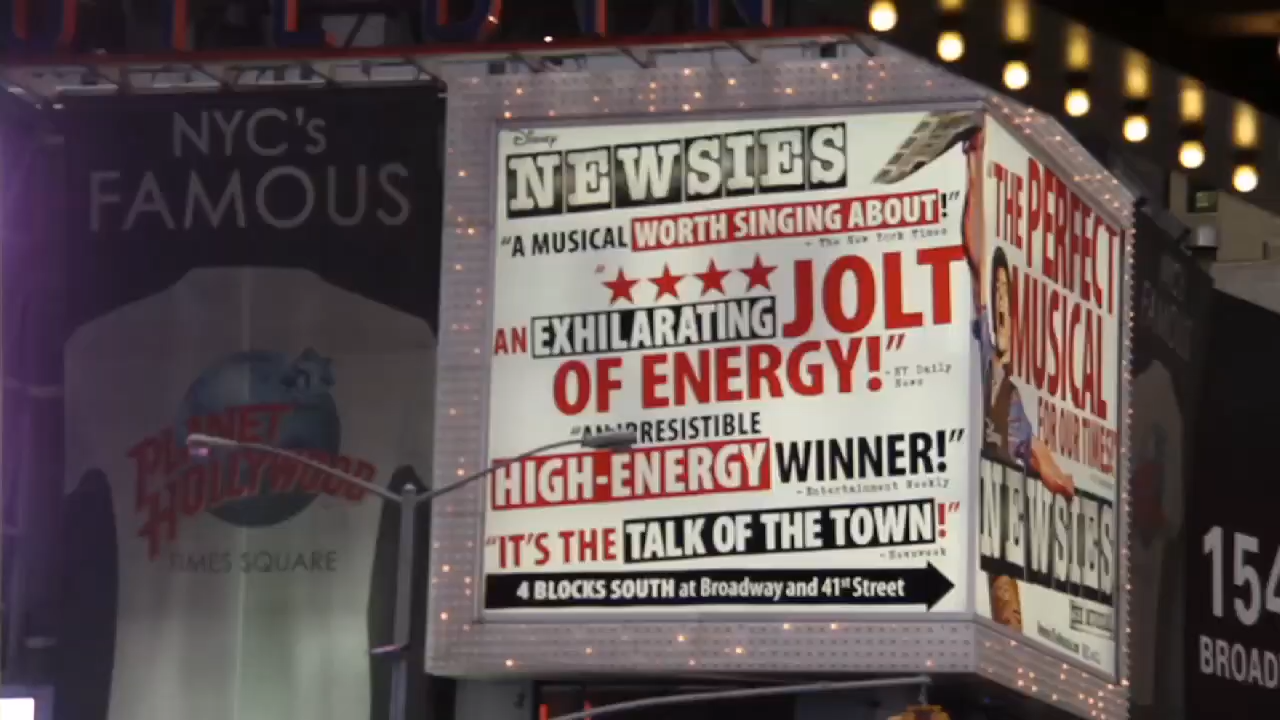 NYC's
FAMOUS
PLANET
HOLLYWOOD
TIMES SQUARE
Disney
NEWSIES
"A MUSICAL WORTH SINGING ABOUT!"
- The New York Times
"★★★★
AN EXHILARATING JOLT
OF ENERGY!"
- NY Daily
News
"AN IRRESISTIBLE
HIGH-ENERGY WINNER!"
- Entertainment Weekly
"IT'S THE TALK OF THE TOWN!"
- Newsweek
4 BLOCKS SOUTH at Broadway and 41st Street
"THE PERFECT
MUSICAL
FOR OUR TIMES!"
Disney
NEWSIES
154
BROAD